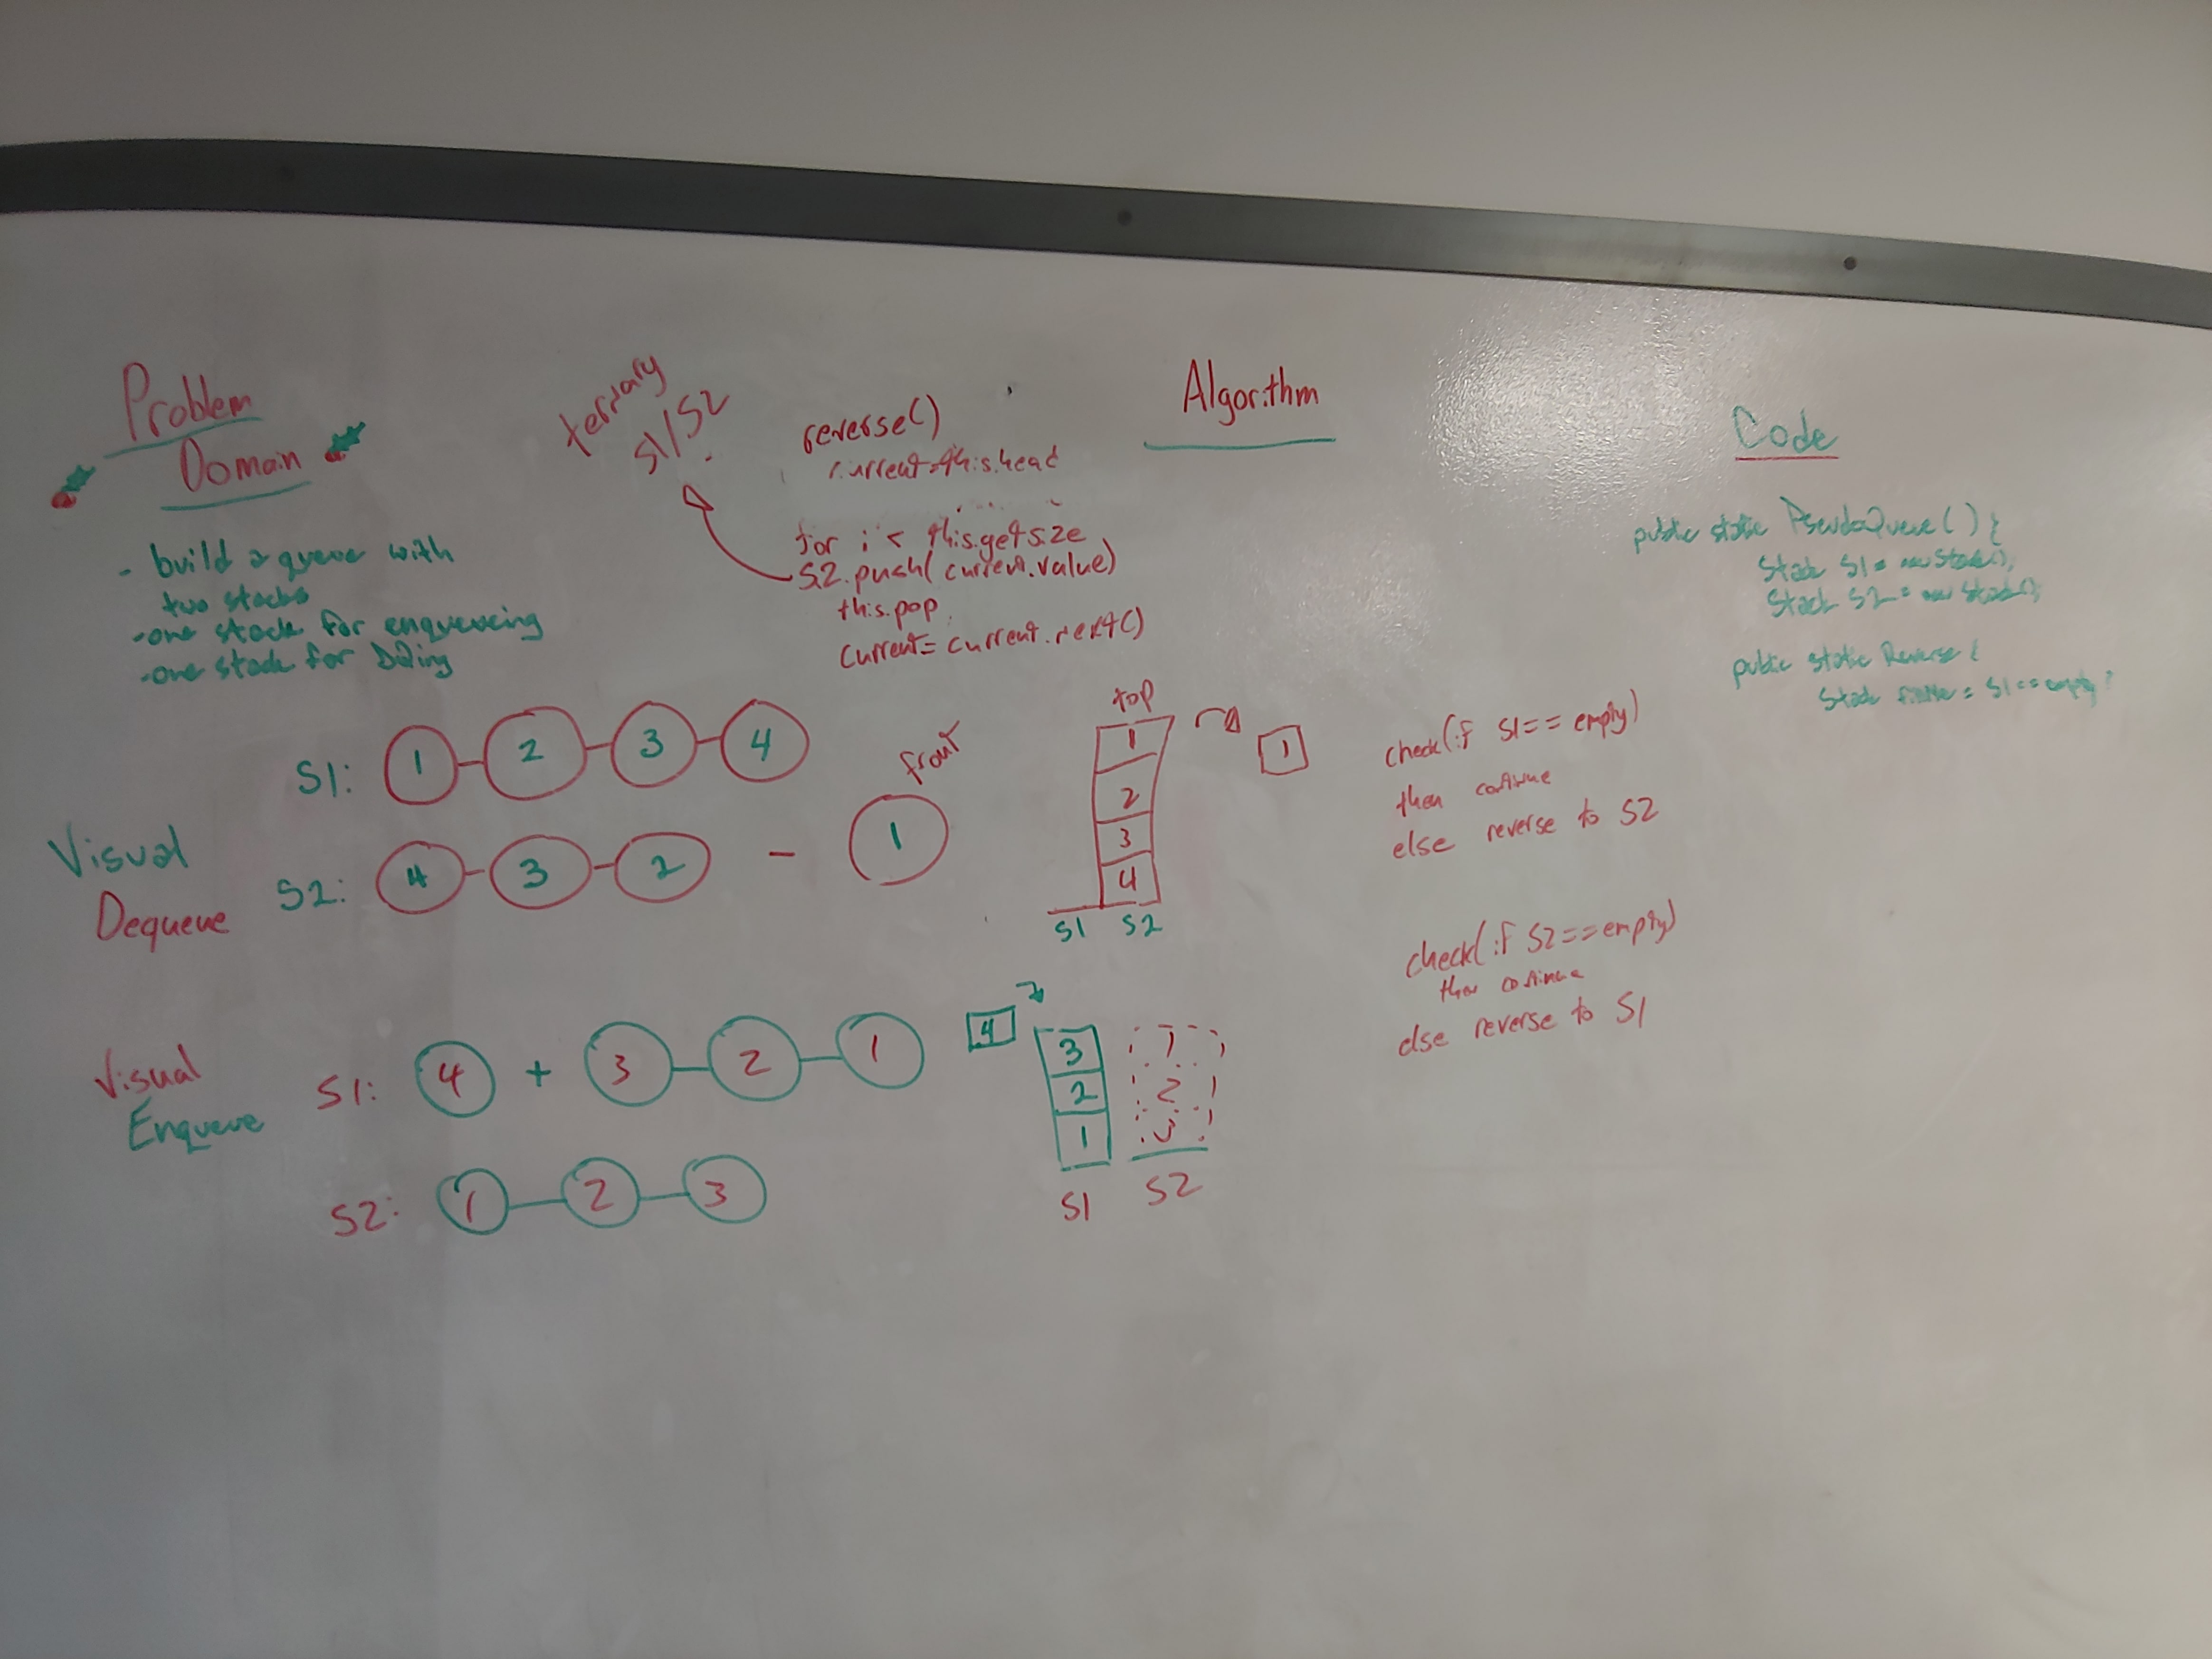 Problem
Domain
- build a queue with
two stacks
- one stack for enqueueing
- one stack for DQing
ternary
S1/S2
reverse()
current=this.head
for i < this.getsize
S2.push(current.value)
this.pop
current= current.next()
Algorithm
Code
public static PseudoQueue() {
Stack S1 = new Stack();
Stack S2 = new Stack();
public static Reverse {
Stack = S1 == empty ?
Visual
Dequeue
S1: 1 2 3 4
S2: 4 3 2 - 1
front
top
1
2
3
4
S1 S2
1
check(if S1== empty)
then continue
else reverse to S2
check(if S2==empty)
then continue
else reverse to S1
Visual
Enqueue
S1: 4 + 3 2 1
S2: 1 2 3
4
3 1
2 2
1 3
S1 S2